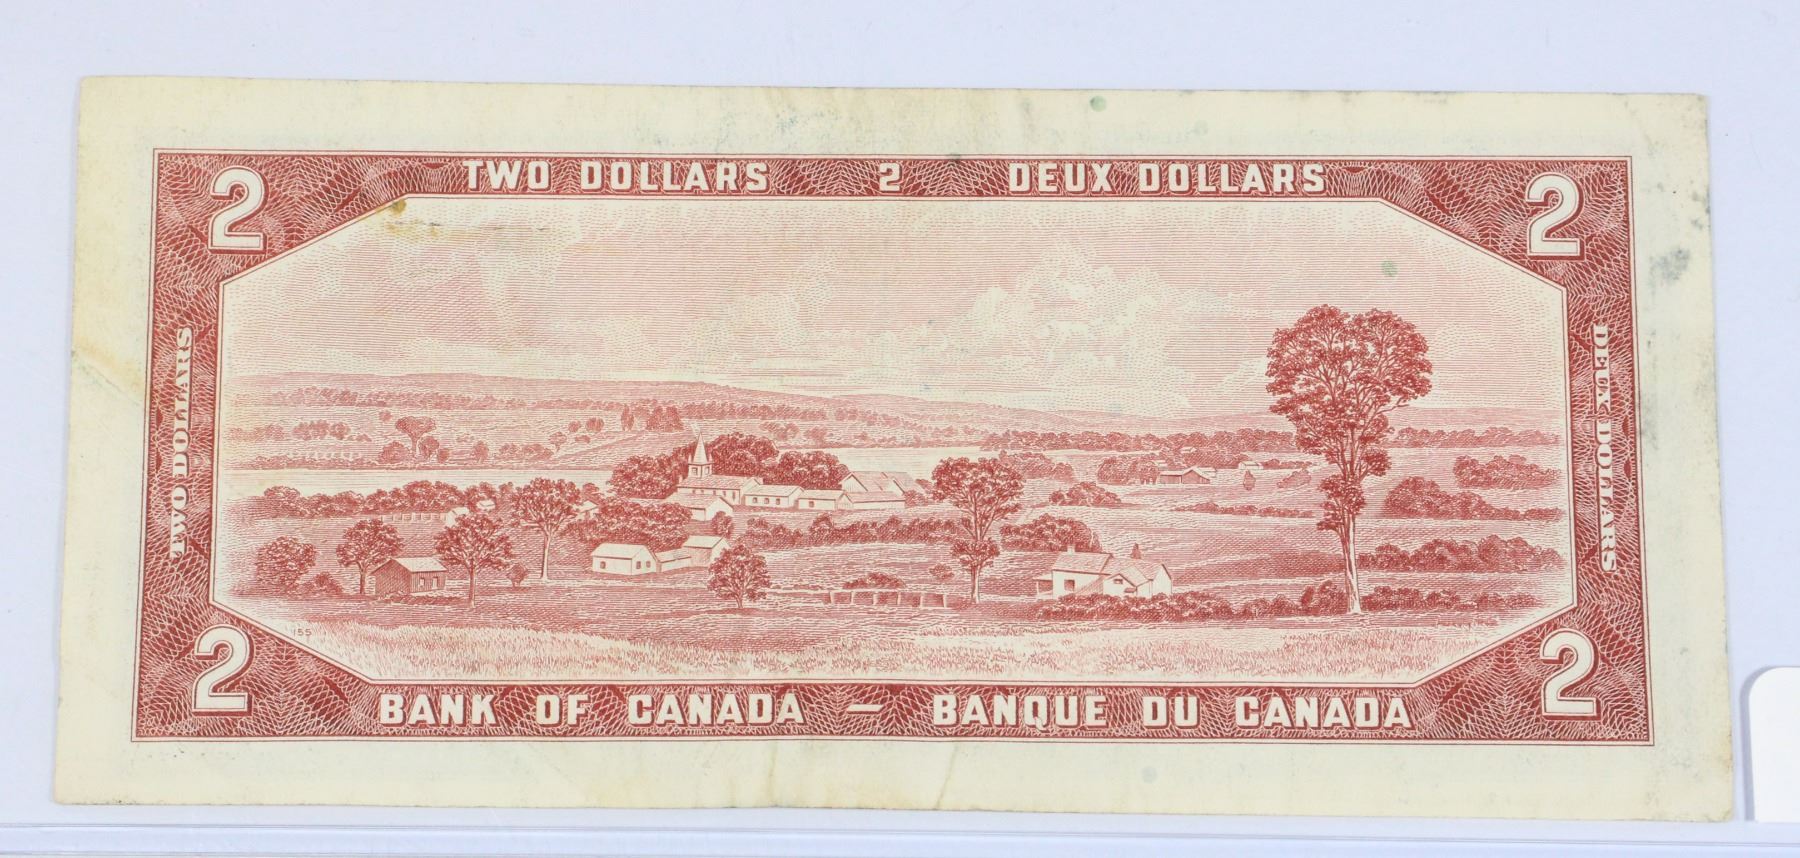 TWO DOLLARS 2 DEUX DOLLARS
2 2
TWO DOLLARS
DEUX DOLLARS
155
2 2
BANK OF CANADA — BANQUE DU CANADA